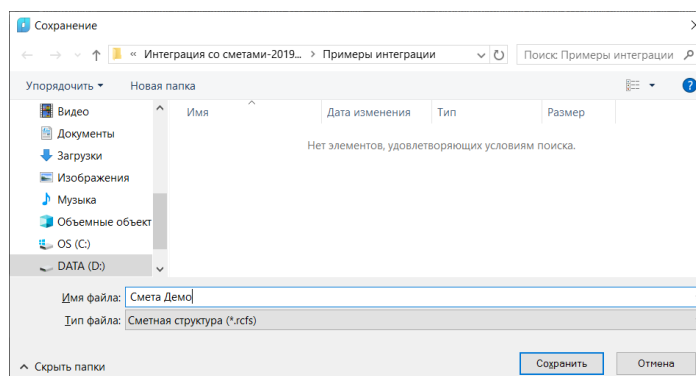 Сохранение
« Интеграция со сметами-2019... > Примеры интеграции
Поиск: Примеры интеграции
Упорядочить Новая папка
Имя Дата изменения Тип Размер
Нет элементов, удовлетворяющих условиям поиска.
Видео
Документы
Загрузки
Изображения
Музыка
Объемные объект
OS (C:)
DATA (D:)
Имя файла: Смета Демо
Тип файла: Сметная структура (*.rcfs)
Скрыть папки
Сохранить Отмена